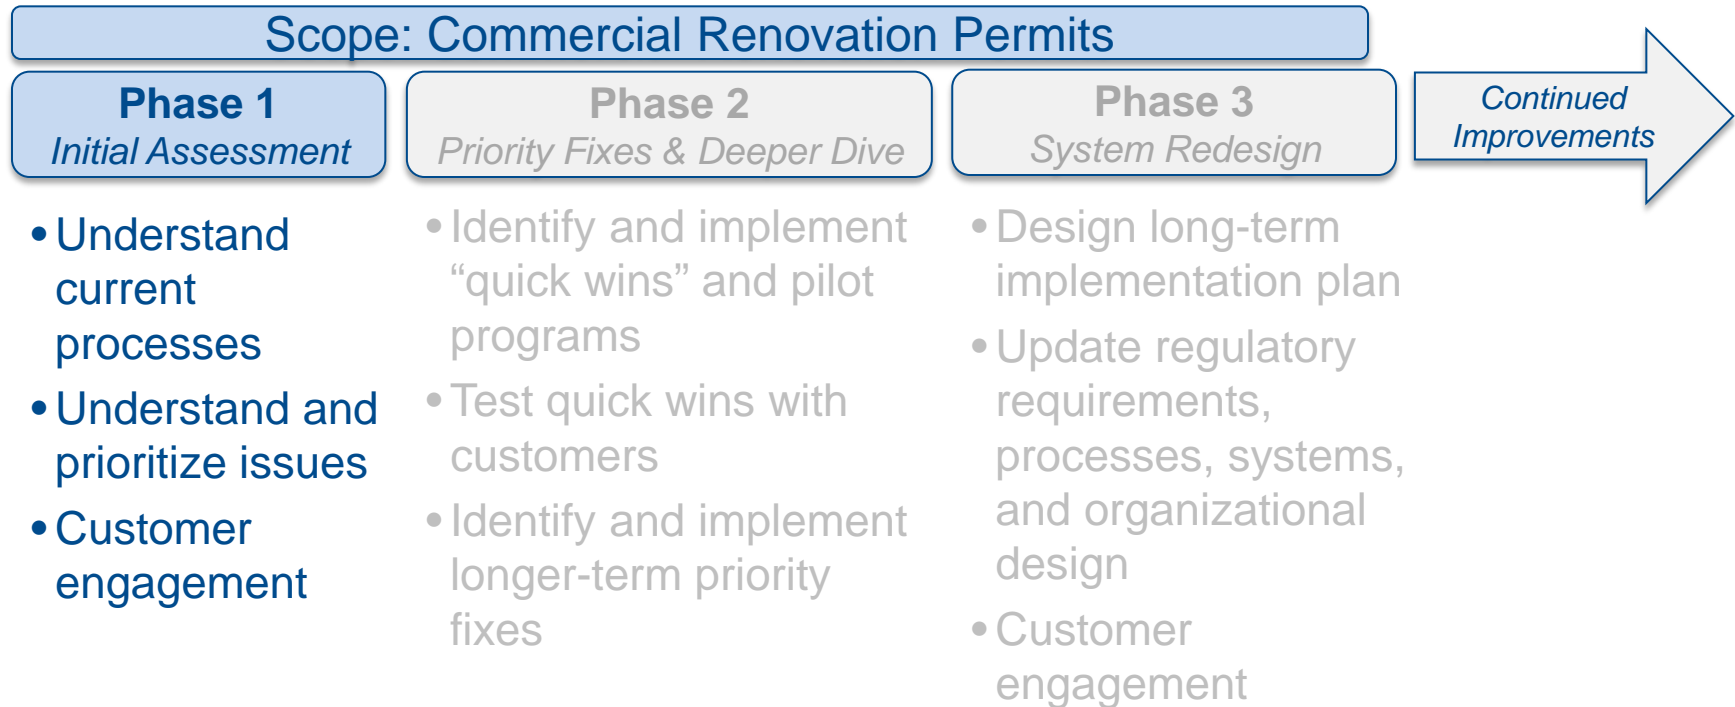 Scope: Commercial Renovation Permits
Phase 1
Initial Assessment
• Understand
current
processes
• Understand and
prioritize issues
• Customer
engagement
Phase 2
Priority Fixes & Deeper Dive
• Identify and implement
“quick wins” and pilot
programs
• Test quick wins with
customers
• Identify and implement
longer-term priority
fixes
Phase 3
System Redesign
• Design long-term
implementation plan
• Update regulatory
requirements,
processes, systems,
and organizational
design
• Customer
engagement
Continued
Improvements